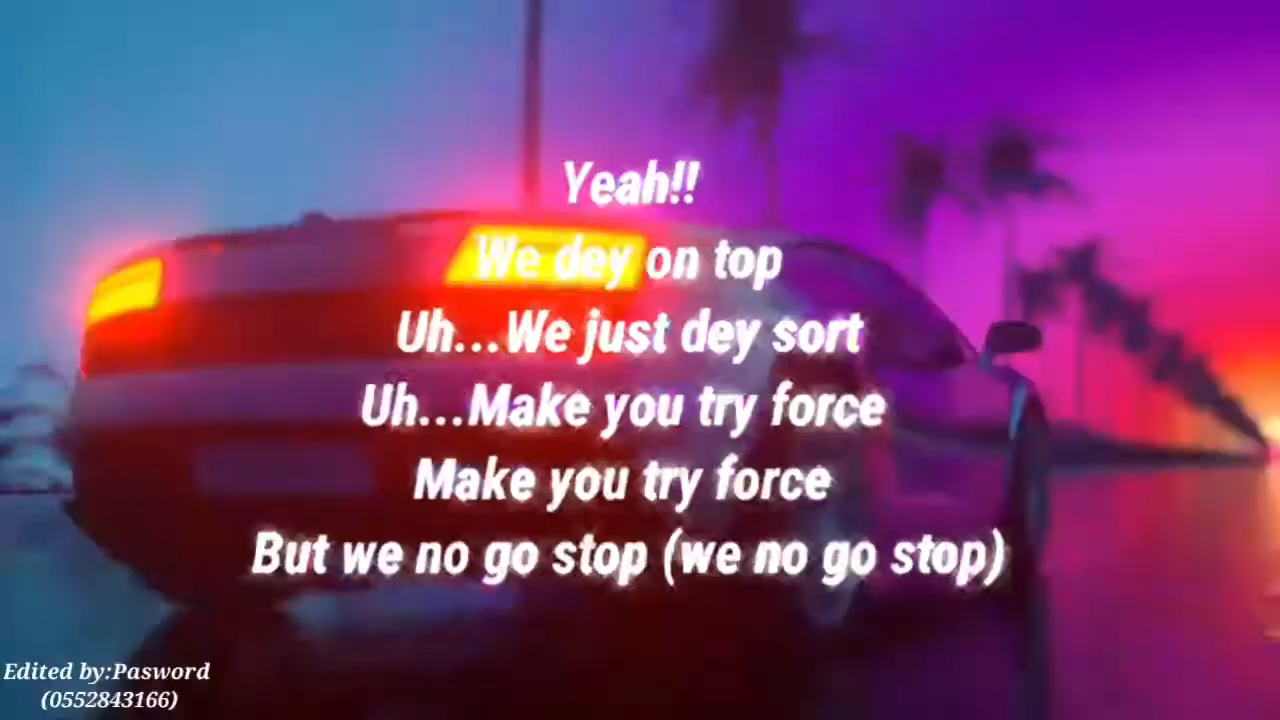 Yeah!!
We dey on top
Uh...We just dey sort
Uh...Make you try force
Make you try force
But we no go stop (we no go stop)
Edited by:Pasword
(0552843166)